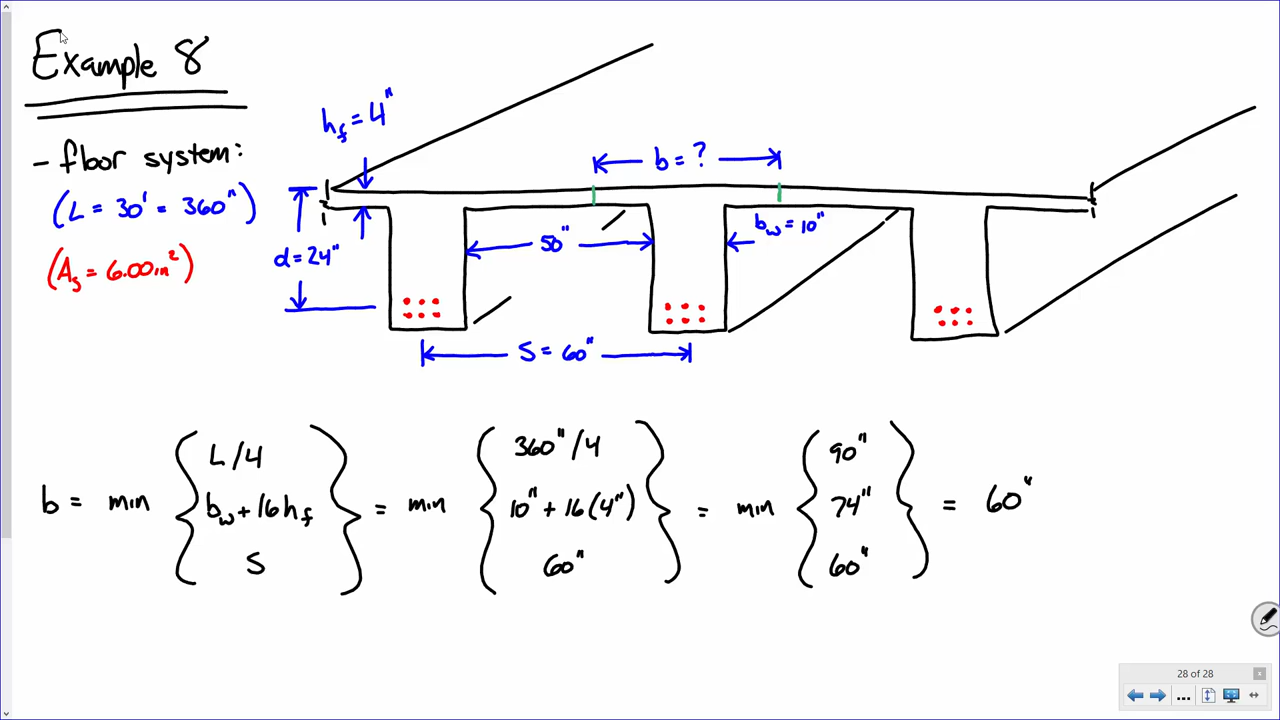 Example 8
- floor system:
(L = 30' = 360")
(As = 6.00in²)
hf = 4"
b = ?
d = 24"
50"
bw = 10"
S = 60"
b = min { L/4 } = min { 360"/4 } = min { 90" } = 60"
bw + 16hf 10" + 16(4") 74"
S 60" 60"
28 of 28